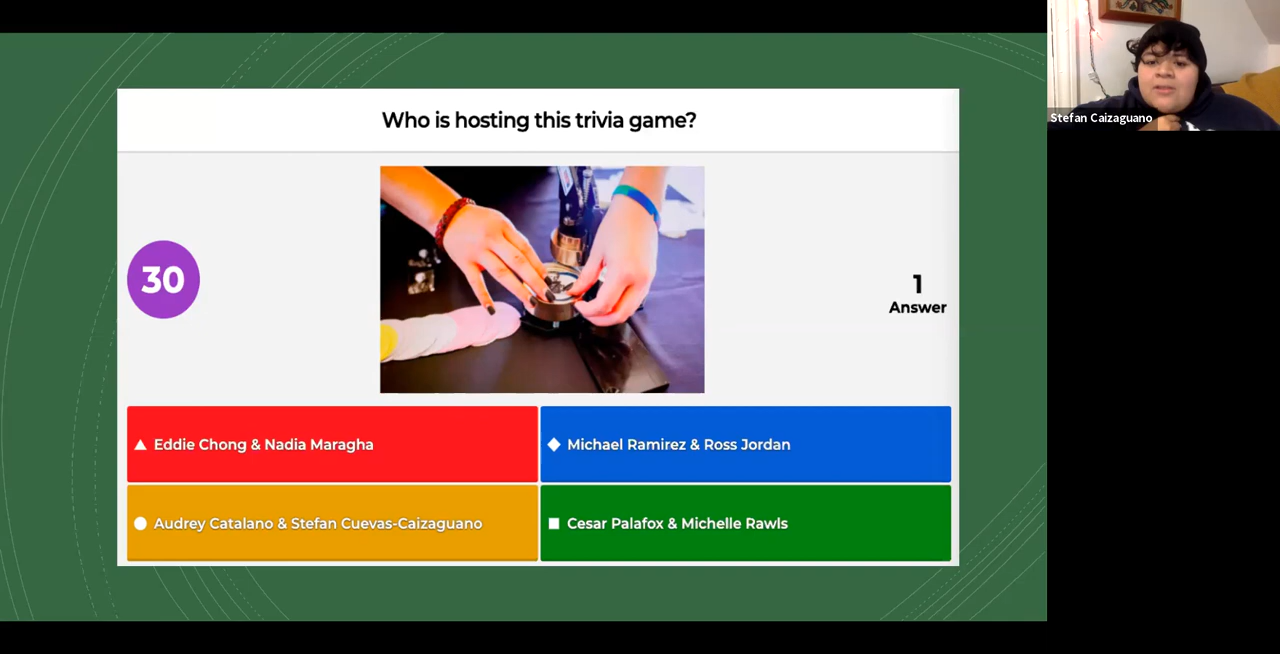 Who is hosting this trivia game?
30
1
Answer
Eddie Chong & Nadia Maragha
Michael Ramirez & Ross Jordan
Audrey Catalano & Stefan Cuevas-Caizaguano
Cesar Palafox & Michelle Rawls
Stefan Caizaguano